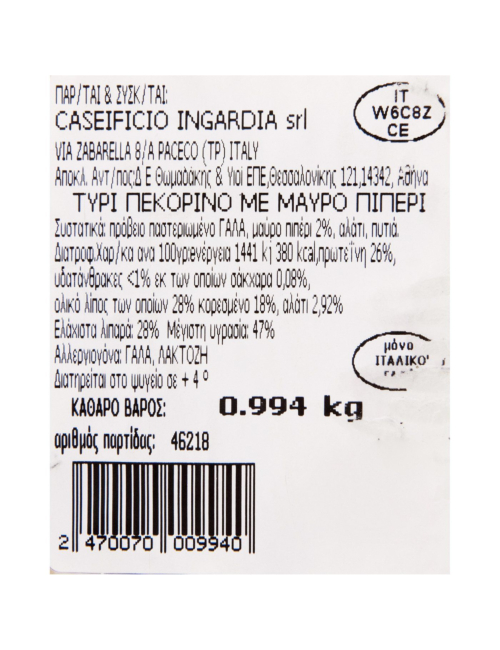 ΠΑΡ/ΤΑΙ & ΣΥΣΚ/ΤΑΙ:
CASEIFICIO INGARDIA srl
IT
W6C8Z
CE
VIA ZABARELLA 8/A PACECO (TP) ITALY
Αποκλ. Αντ/πος:Δ Ε Θωμαδάκης & Υιοι ΕΠΕ,Θεσσαλονίκης 121,14342, Αθήνα
ΤΥΡΙ ΠΕΚΟΡΙΝΟ ΜΕ ΜΑΥΡΟ ΠΙΠΕΡΙ
Συστατικά: πρόβειο παστεριωμένο ΓΑΛΑ, μαύρο πιπέρι 2%, αλάτι, πυτιά.
Διατροφ.Χαρ/κα ανα 100γρ:ενέργεια 1441 kj 380 kcal,πρωτεΐνη 26%,
υδατάνθρακες <1% εκ των οποίων σάκχαρα 0,08%,
ολικό λίπος των οποίων 28% κορεσμένο 18%, αλάτι 2,92%
Ελάχιστα λιπαρά: 28% Μέγιστη υγρασία: 47%
Αλλεργιογόνα: ΓΑΛΑ, ΛΑΚΤΟΖΗ
Διατηρείται στο ψυγείο σε + 4 º
μόνο
ΙΤΑΛΙΚΟ'
ΚΑΘΑΡΟ ΒΑΡΟΣ: 0.994 kg
αριθμός παρτίδας: 46218
2 470070 009940